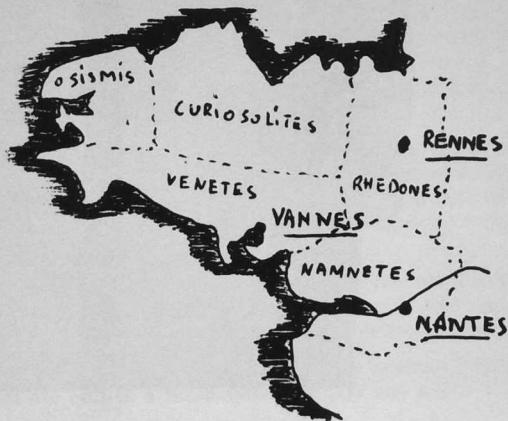 OSISMIS
CURIOSOLITES
RENNES
VENETES
RHEDONES
VANNES
NAMNETES
NANTES